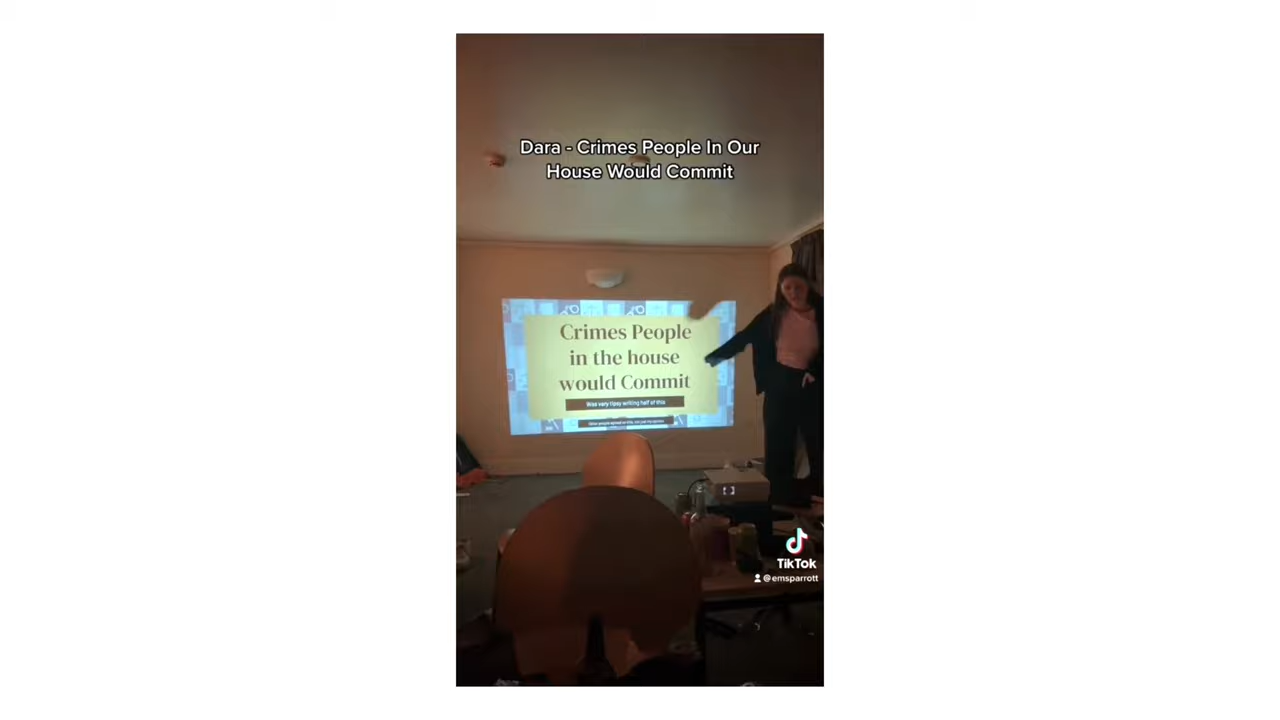 Dara - Crimes People In Our
House Would Commit
Crimes People
in the house
would Commit
Was very tipsy writing half of this
TikTok
@emsparrott